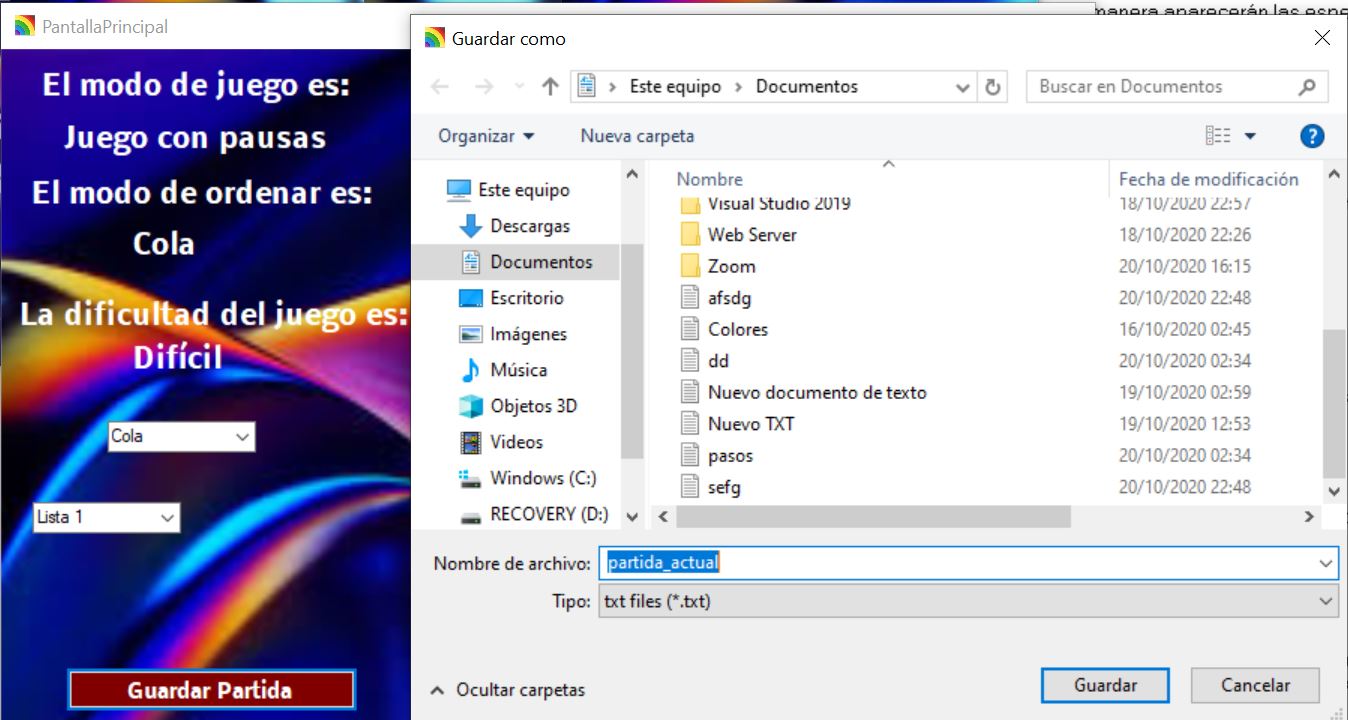 manera aparecerán las espe
PantallaPrincipal
El modo de juego es:
Juego con pausas
El modo de ordenar es:
Cola
La dificultad del juego es:
Difícil
Cola
Lista 1
Guardar Partida
Guardar como
Este equipo > Documentos
Buscar en Documentos
Organizar
Nueva carpeta
?
Este equipo
Descargas
Documentos
Escritorio
Imágenes
Música
Objetos 3D
Videos
Windows (C:)
RECOVERY (D:)
Nombre Fecha de modificación
Visual Studio 2019 18/10/2020 22:57
Web Server 18/10/2020 22:26
Zoom 20/10/2020 16:15
afsdg 20/10/2020 22:48
Colores 16/10/2020 02:45
dd 20/10/2020 02:34
Nuevo documento de texto 19/10/2020 02:59
Nuevo TXT 19/10/2020 12:53
pasos 20/10/2020 02:34
sefg 20/10/2020 22:48
Nombre de archivo: partida_actual
Tipo: txt files (*.txt)
Ocultar carpetas
Guardar
Cancelar